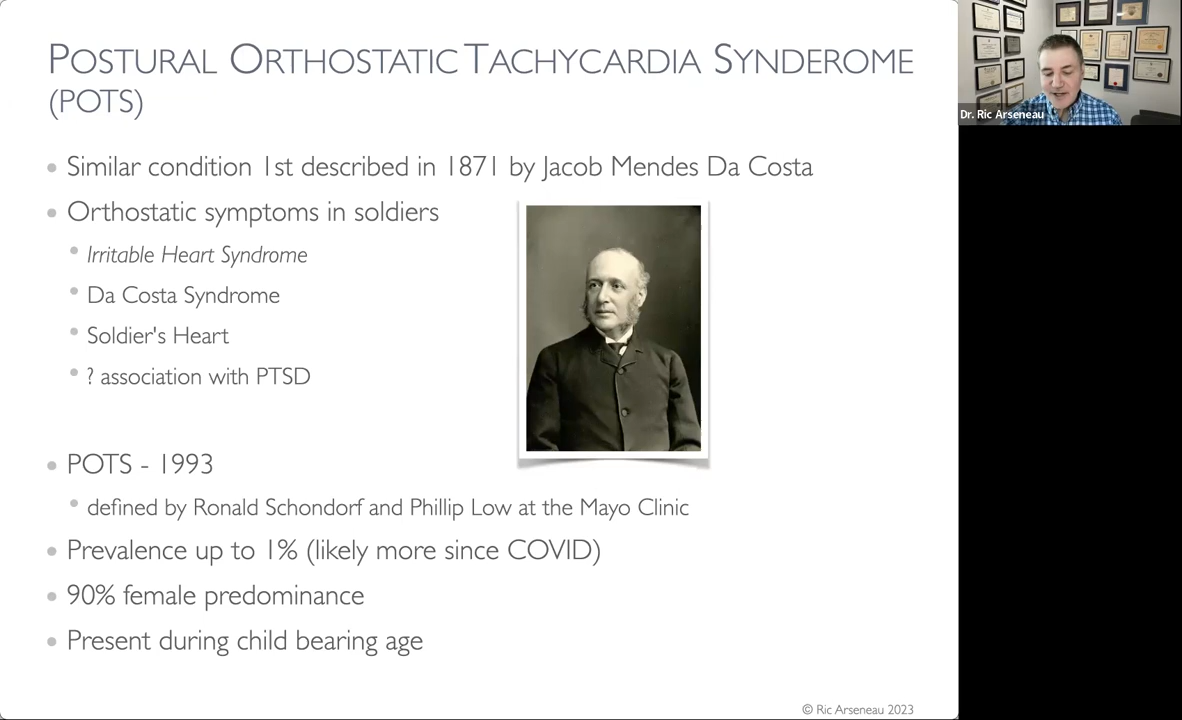 POSTURAL ORTHOSTATIC TACHYCARDIA SYNDEROME
(POTS)
• Similar condition 1st described in 1871 by Jacob Mendes Da Costa
• Orthostatic symptoms in soldiers
• Irritable Heart Syndrome
• Da Costa Syndrome
• Soldier's Heart
• ? association with PTSD
• POTS - 1993
• defined by Ronald Schondorf and Phillip Low at the Mayo Clinic
• Prevalence up to 1% (likely more since COVID)
• 90% female predominance
• Present during child bearing age
© Ric Arseneau 2023
Dr. Ric Arseneau